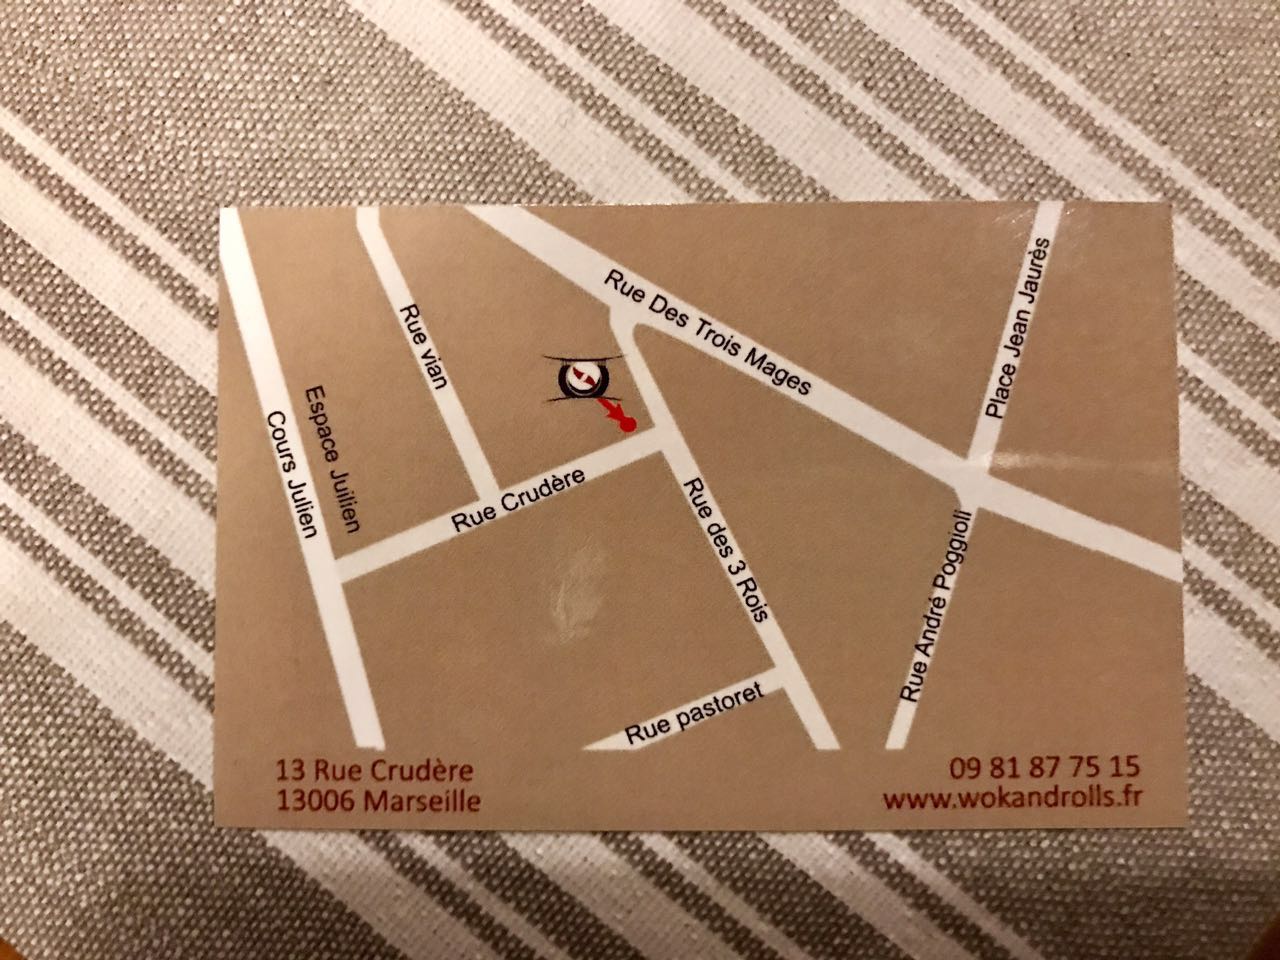 Rue Des Trois Mages
Place Jean Jaurès
Rue vian
Espace Juilien
Cours Julien
Rue Crudère
Rue des 3 Rois
Rue André Poggioli
Rue pastoret
13 Rue Crudère
13006 Marseille
09 81 87 75 15
www.wokandrolls.fr